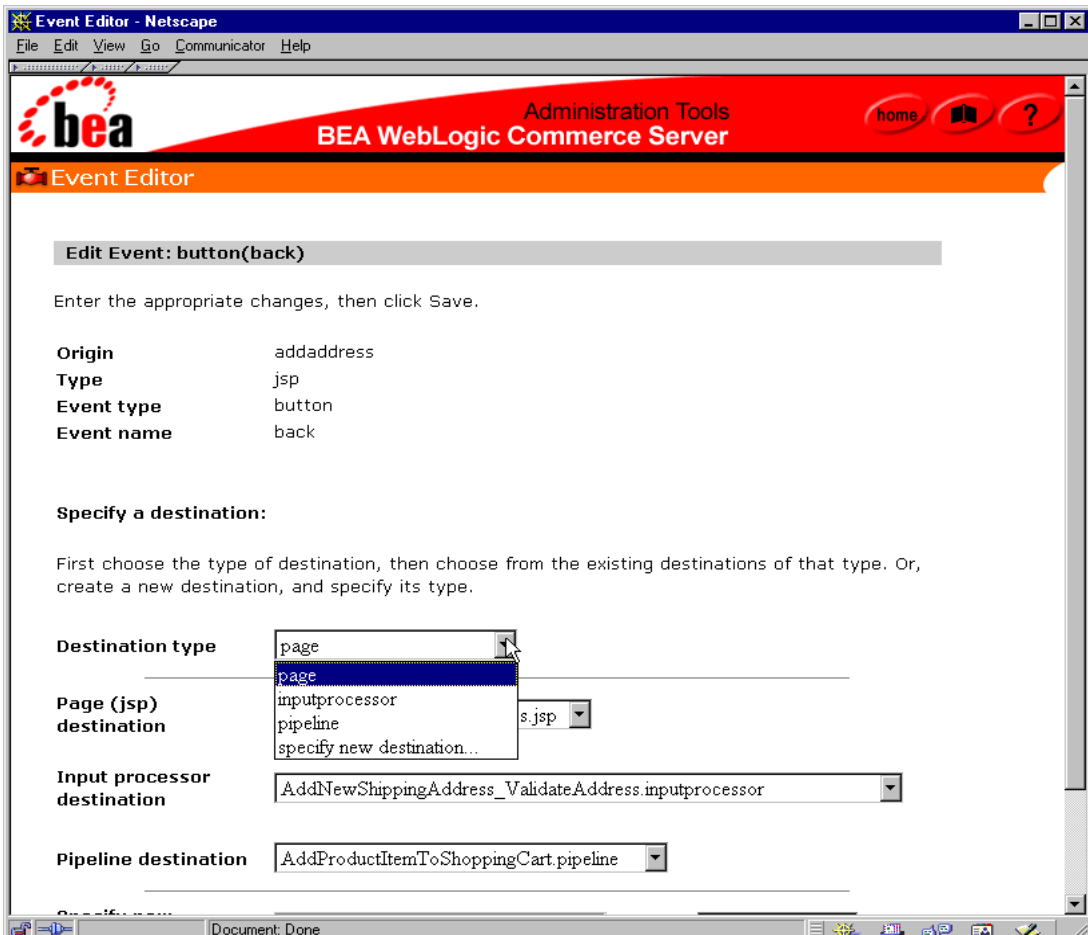 Event Editor - Netscape
File Edit View Go Communicator Help
bea
Administration Tools
BEA WebLogic Commerce Server
home ?
Event Editor
Edit Event: button(back)
Enter the appropriate changes, then click Save.
Origin addaddress
Type jsp
Event type button
Event name back
Specify a destination:
First choose the type of destination, then choose from the existing destinations of that type. Or,
create a new destination, and specify its type.
Destination type page
page
inputprocessor
pipeline
specify new destination...
Page (jsp)
destination
s.jsp
Input processor
destination
AddNewShippingAddress_ValidateAddress.inputprocessor
Pipeline destination AddProductItemToShoppingCart.pipeline
Document: Done